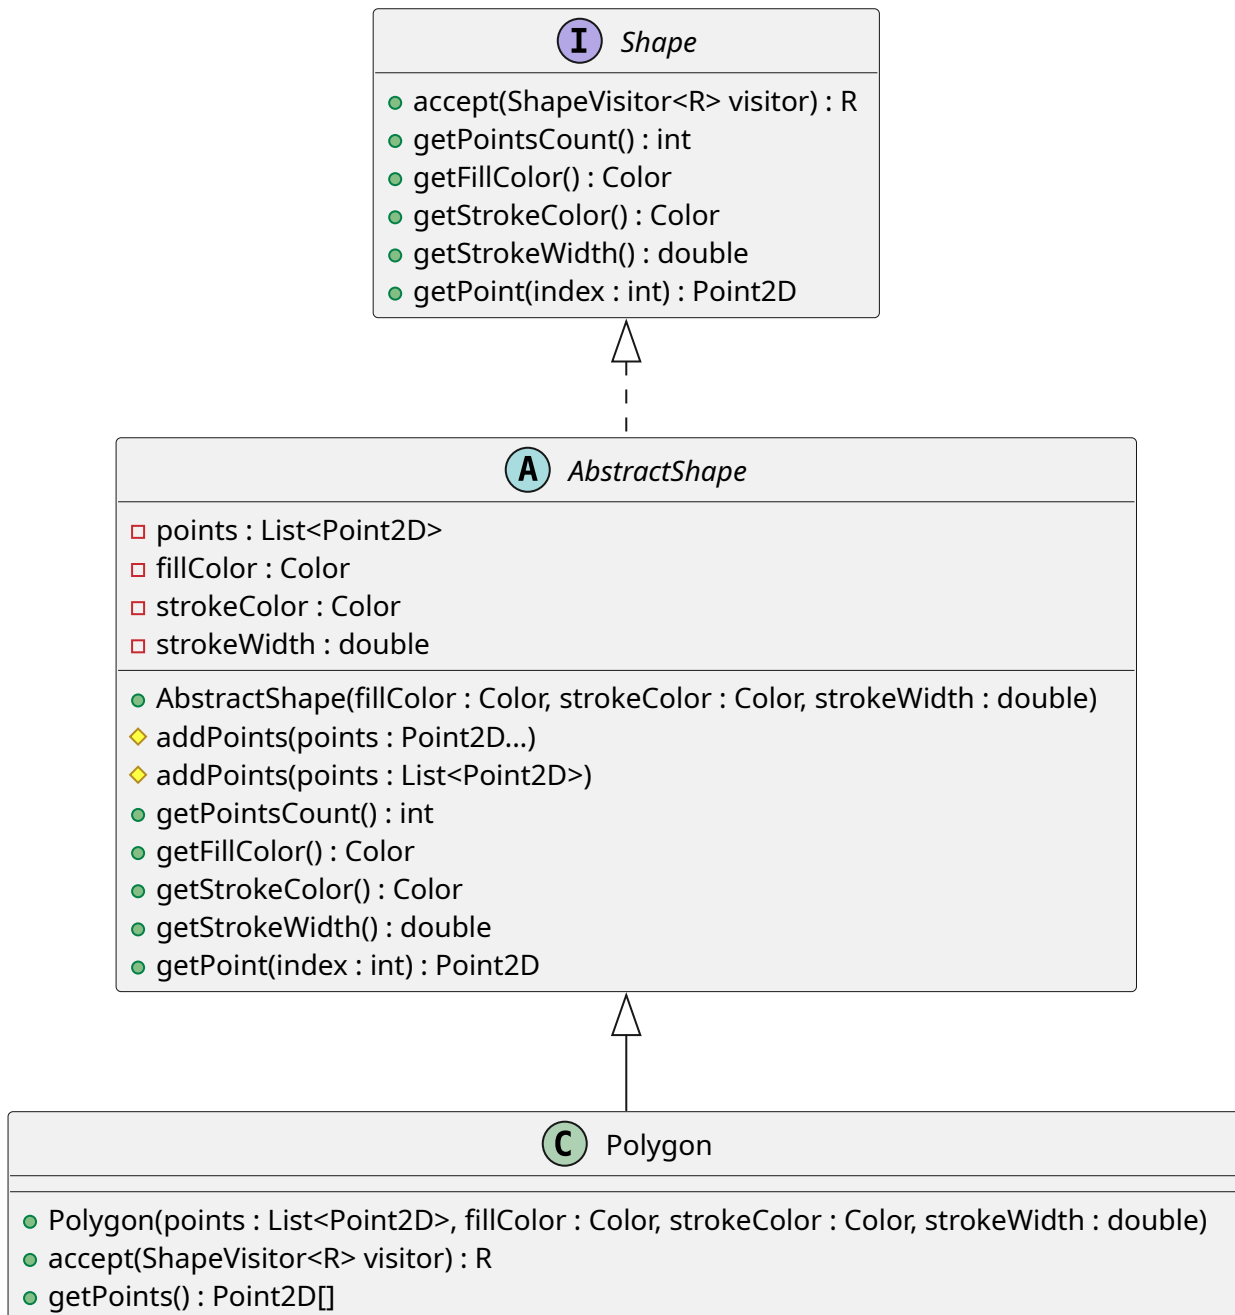 I Shape
accept(ShapeVisitor<R> visitor) : R
getPointsCount() : int
getFillColor() : Color
getStrokeColor() : Color
getStrokeWidth() : double
getPoint(index : int) : Point2D
A AbstractShape
points : List<Point2D>
fillColor : Color
strokeColor : Color
strokeWidth : double
AbstractShape(fillColor : Color, strokeColor : Color, strokeWidth : double)
addPoints(points : Point2D...)
addPoints(points : List<Point2D>)
getPointsCount() : int
getFillColor() : Color
getStrokeColor() : Color
getStrokeWidth() : double
getPoint(index : int) : Point2D
C Polygon
Polygon(points : List<Point2D>, fillColor : Color, strokeColor : Color, strokeWidth : double)
accept(ShapeVisitor<R> visitor) : R
getPoints() : Point2D[]